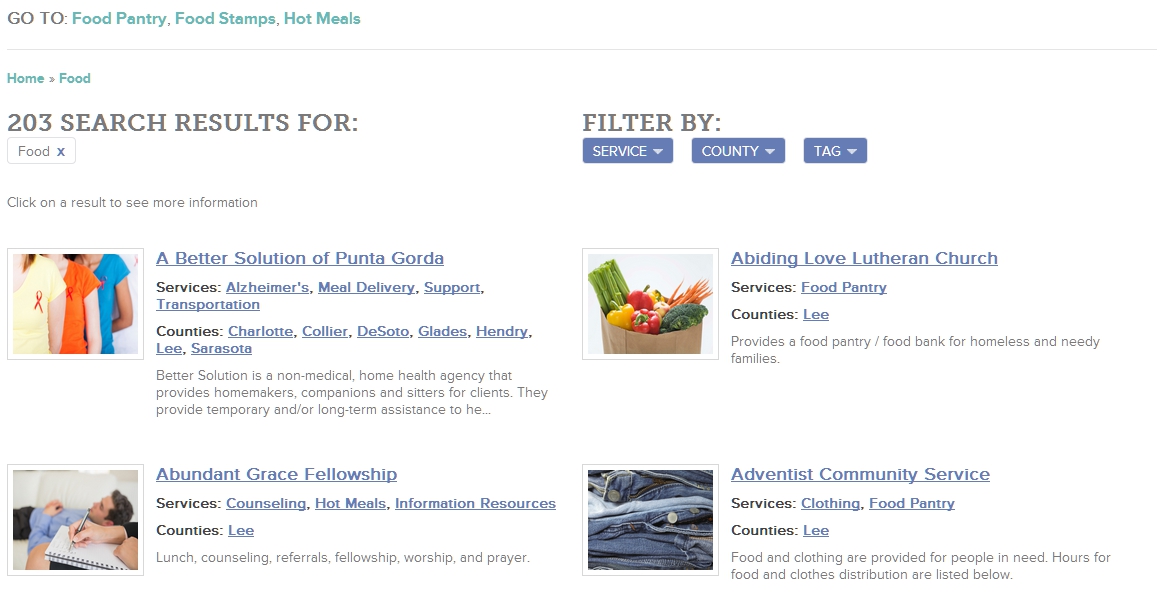 GO TO: Food Pantry, Food Stamps, Hot Meals
Home » Food
203 SEARCH RESULTS FOR:
Food x
FILTER BY:
SERVICE
COUNTY
TAG
Click on a result to see more information
A Better Solution of Punta Gorda
Services: Alzheimer's, Meal Delivery, Support,
Transportation
Counties: Charlotte, Collier, DeSoto, Glades, Hendry,
Lee, Sarasota
Better Solution is a non-medical, home health agency that
provides homemakers, companions and sitters for clients. They
provide temporary and/or long-term assistance to he...
Abiding Love Lutheran Church
Services: Food Pantry
Counties: Lee
Provides a food pantry / food bank for homeless and needy
families.
Abundant Grace Fellowship
Services: Counseling, Hot Meals, Information Resources
Counties: Lee
Lunch, counseling, referrals, fellowship, worship, and prayer.
Adventist Community Service
Services: Clothing, Food Pantry
Counties: Lee
Food and clothing are provided for people in need. Hours for
food and clothes distribution are listed below.